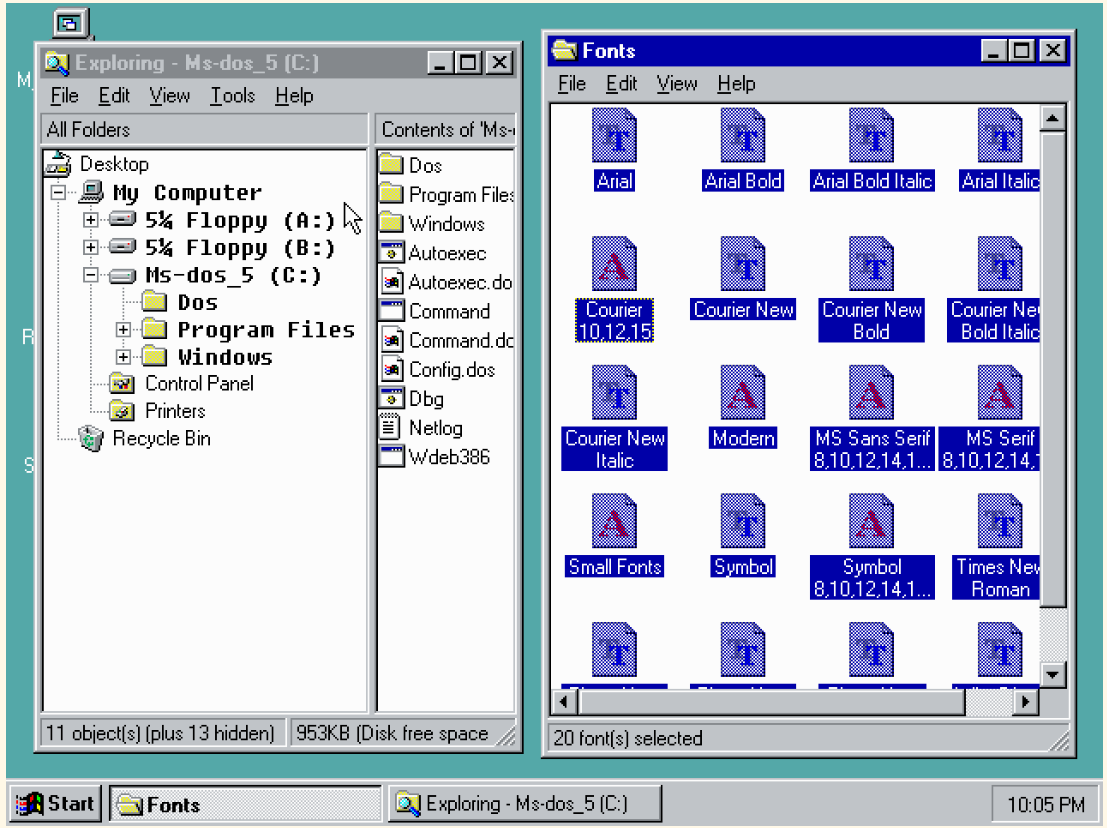 M
R
S
Exploring - Ms-dos_5 (C:)
File Edit View Tools Help
All Folders
Contents of 'Ms-
Desktop
My Computer
5¼ Floppy (A:)
5¼ Floppy (B:)
Ms-dos_5 (C:)
Dos
Program Files
Windows
Control Panel
Printers
Recycle Bin
Dos
Program Files
Windows
Autoexec
Autoexec.do
Command
Command.do
Config.dos
Dbg
Netlog
Wdeb386
11 object(s) (plus 13 hidden) 953KB (Disk free space
Fonts
File Edit View Help
Arial Arial Bold Arial Bold Italic Arial Italic
Courier Courier New Courier New Courier New
10,12,15 Bold Bold Italic
Courier New Modern MS Sans Serif MS Serif
Italic 8,10,12,14,1... 8,10,12,14,1
Small Fonts Symbol Symbol Times New
8,10,12,14,1... Roman
20 font(s) selected
Start Fonts Exploring - Ms-dos_5 (C:) 10:05 PM